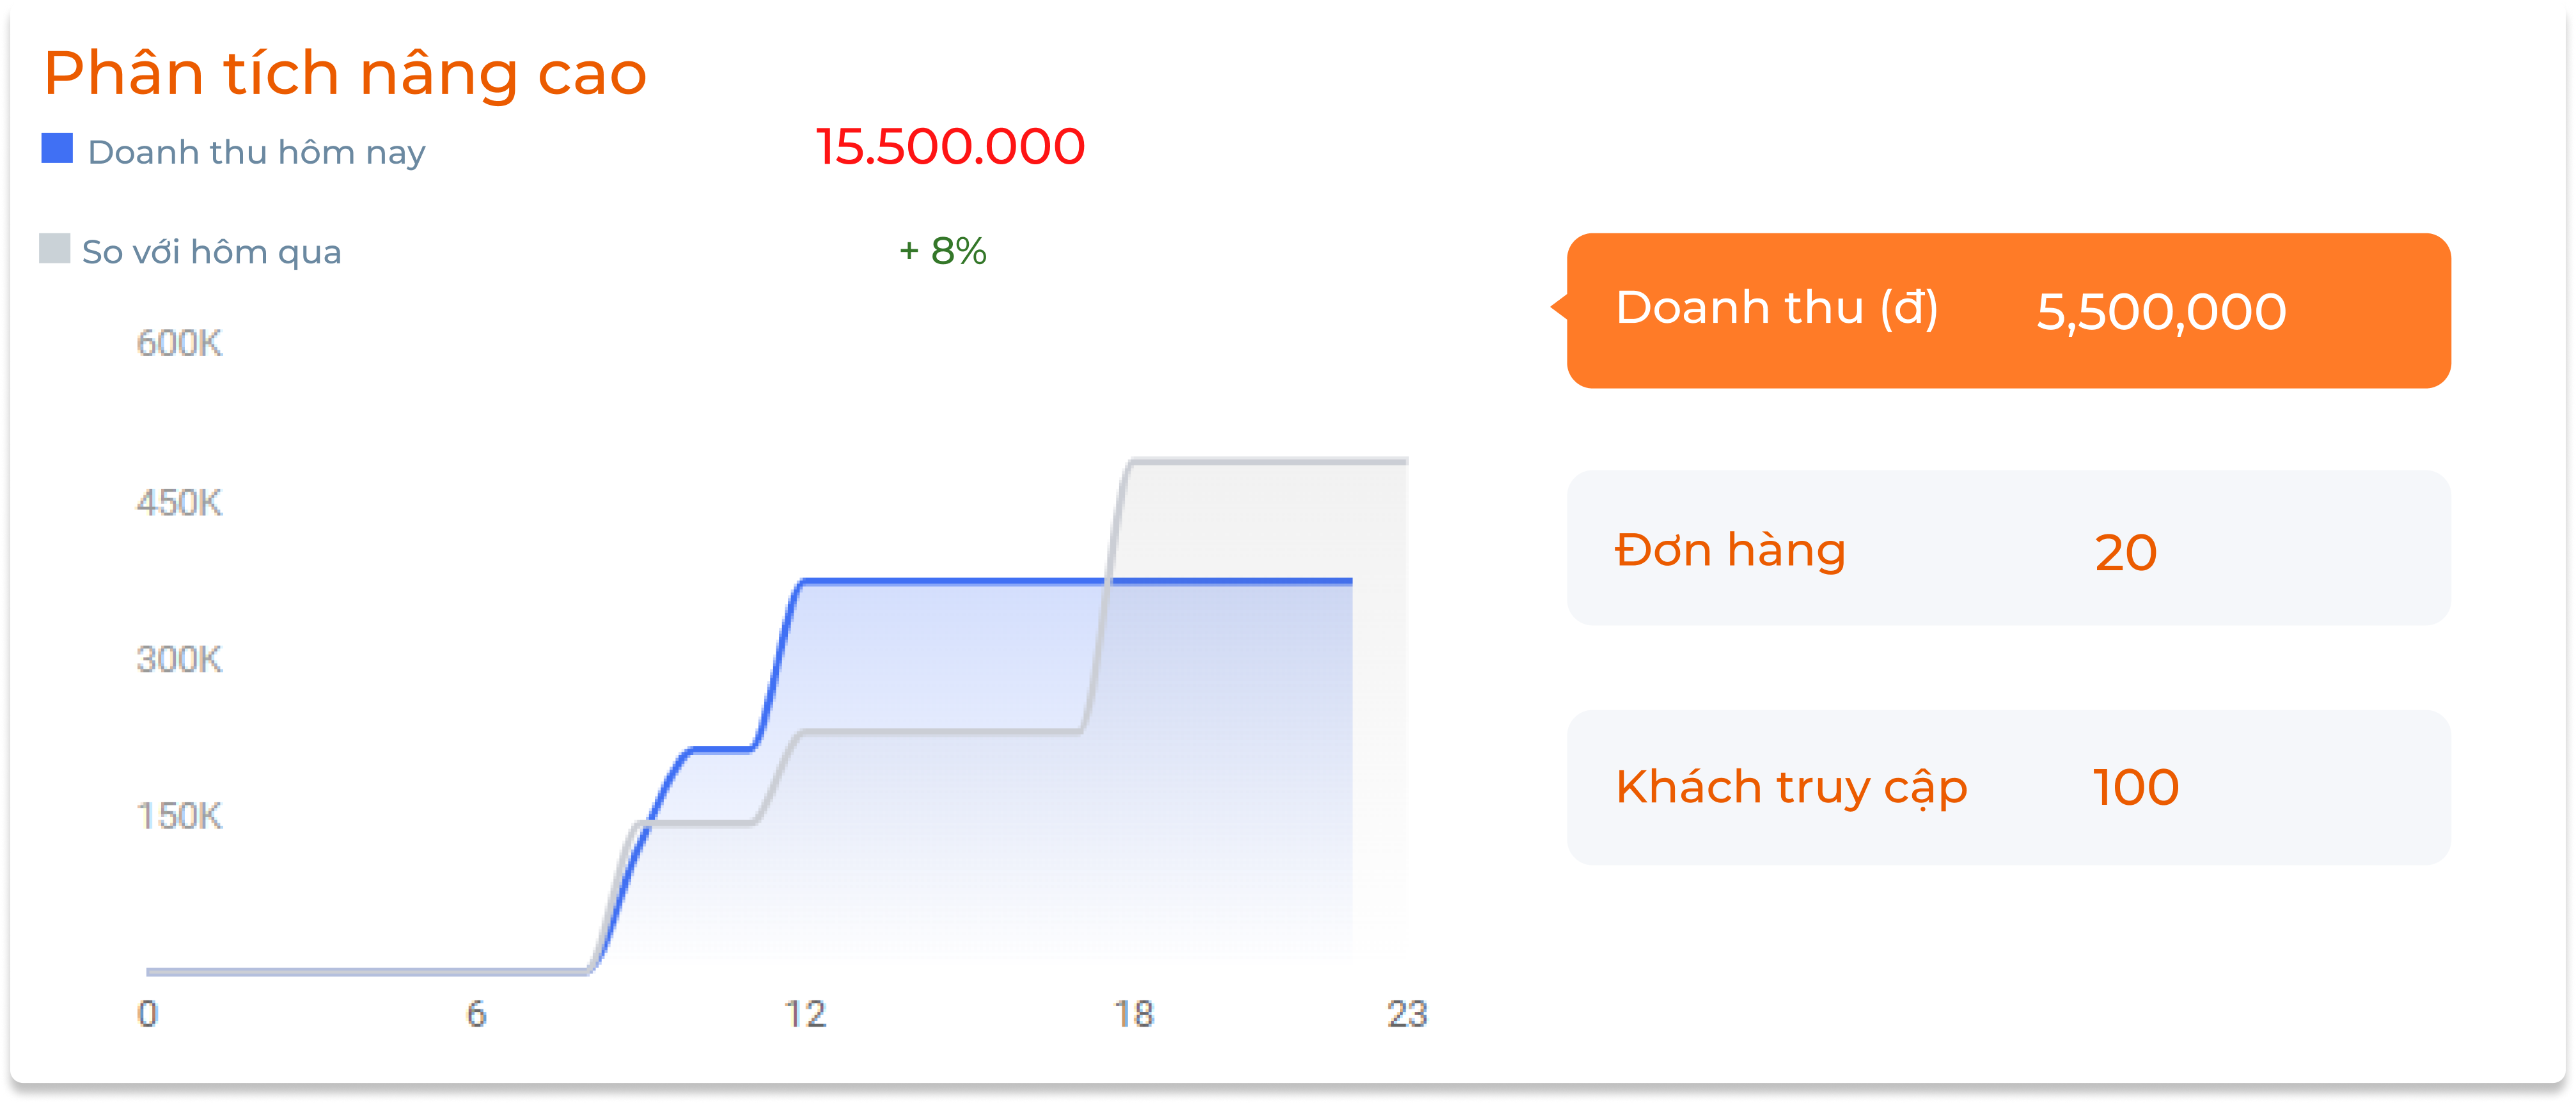 Phân tích nâng cao
Doanh thu hôm nay 15.500.000
So với hôm qua + 8%
600K
450K
300K
150K
0 6 12 18 23
Doanh thu (đ) 5,500,000
Đơn hàng 20
Khách truy cập 100